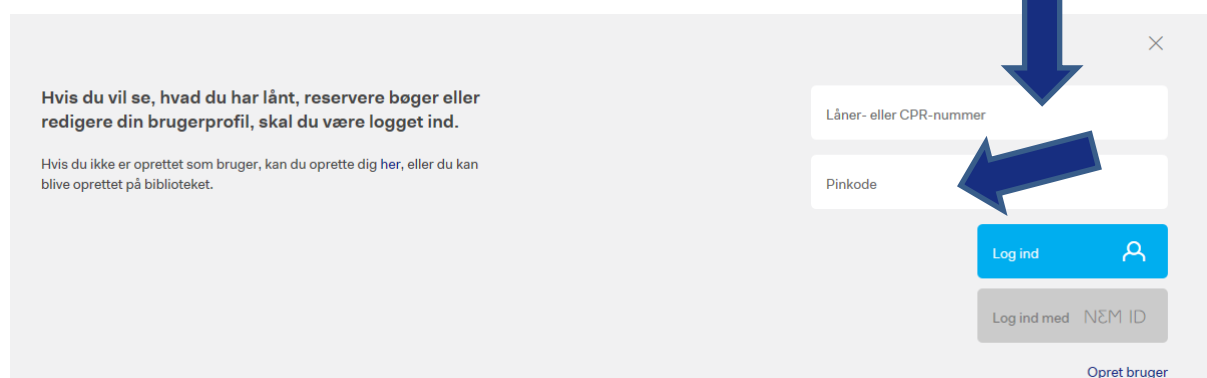 Hvis du vil se, hvad du har lånt, reservere bøger eller
redigere din brugerprofil, skal du være logget ind.
Hvis du ikke er oprettet som bruger, kan du oprette dig her, eller du kan
blive oprettet på biblioteket.
Låner- eller CPR-nummer
Pinkode
Log ind
Log ind med NEM ID
Opret bruger